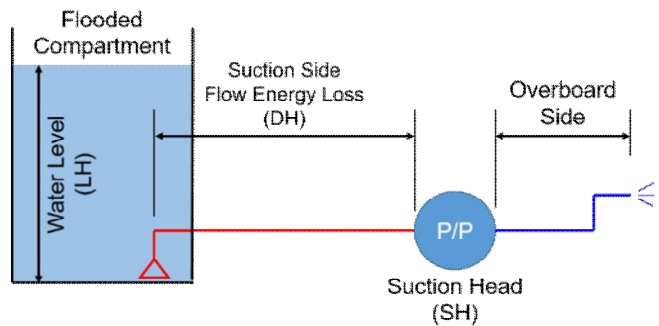 Flooded
Compartment
Water Level
(LH)
Suction Side
Flow Energy Loss
(DH)
Overboard
Side
P/P
Suction Head
(SH)